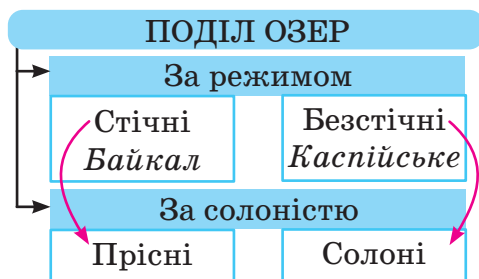 ПОДІЛ ОЗЕР
За режимом
Стічні
Байкал
Безстічні
Каспійське
За солоністю
Прісні
Солоні